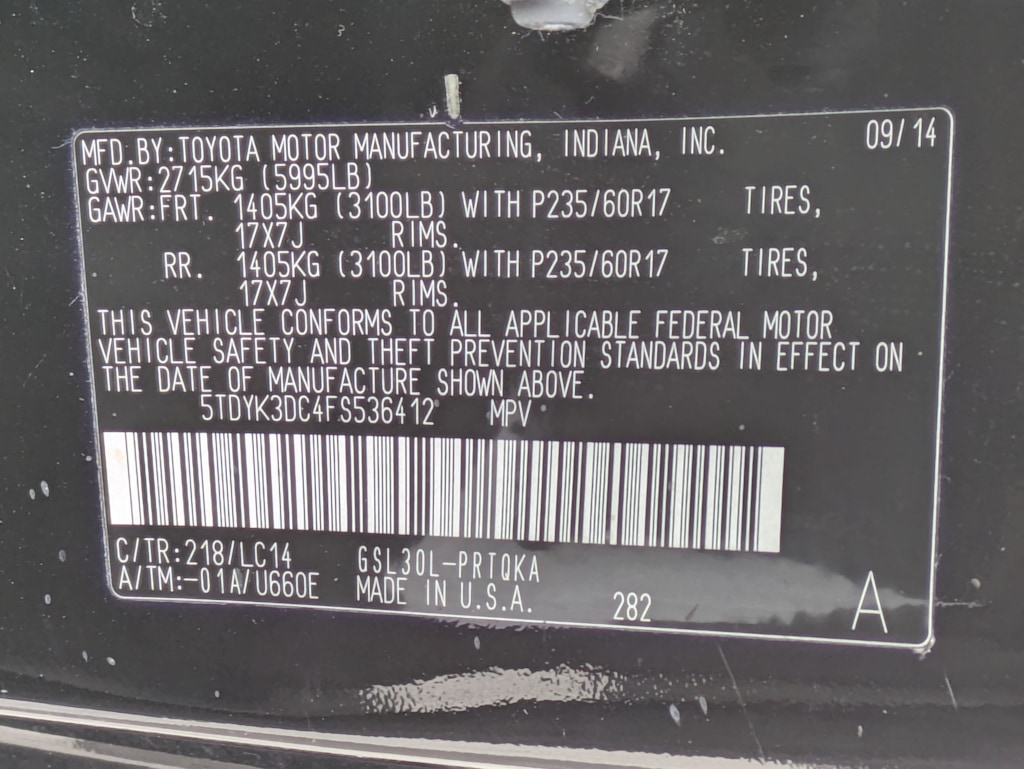 MFD.BY:TOYOTA MOTOR MANUFACTURING, INDIANA, INC. 09/14
GVWR:2715KG (5995LB)
GAWR:FRT. 1405KG (3100LB) WITH P235/60R17 TIRES,
17X7J RIMS.
RR. 1405KG (3100LB) WITH P235/60R17 TIRES,
17X7J RIMS.
THIS VEHICLE CONFORMS TO ALL APPLICABLE FEDERAL MOTOR
VEHICLE SAFETY AND THEFT PREVENTION STANDARDS IN EFFECT ON
THE DATE OF MANUFACTURE SHOWN ABOVE.
5TDYK3DC4FS536412 MPV
C/TR:218/LC14 GSL30L-PRTQKA
A/TM:-01A/U660E MADE IN U.S.A. 282 A